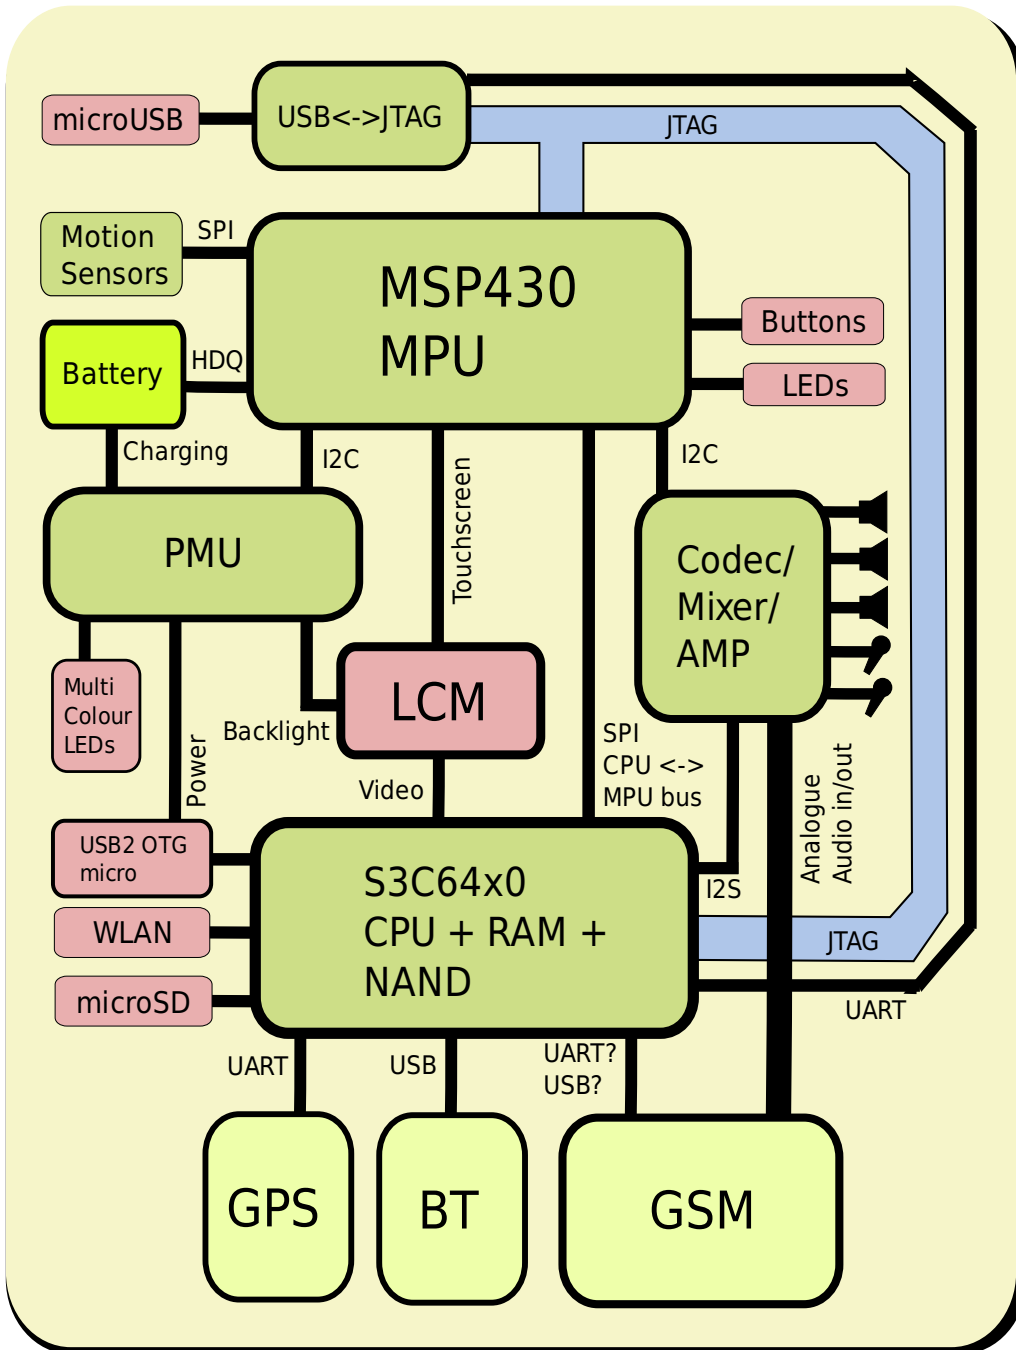 microUSB
USB<->JTAG
JTAG
Motion
Sensors
SPI
MSP430
MPU
Buttons
LEDs
Battery
HDQ
Charging
I2C
Touchscreen
I2C
PMU
Codec/
Mixer/
AMP
Multi
Colour
LEDs
Power
Backlight
LCM
Video
SPI
CPU <->
MPU bus
Analogue
Audio in/out
USB2 OTG
micro
WLAN
microSD
S3C64x0
CPU + RAM +
NAND
I2S
JTAG
UART
UART
USB
UART?
USB?
GPS
BT
GSM